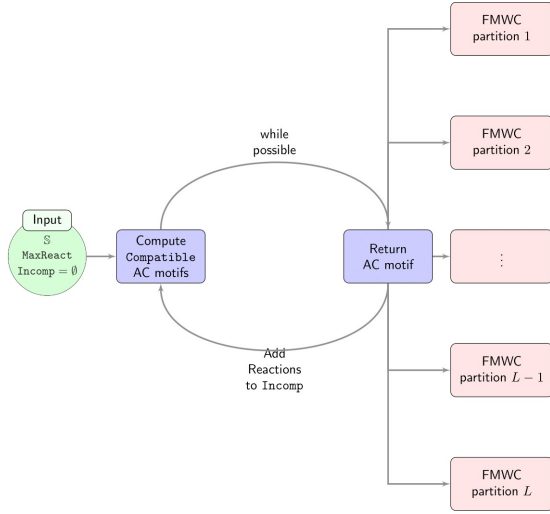 FMWC
partition 1
FMWC
partition 2
while
possible
Input
𝕊
MaxReact
Incomp = ∅
Compute
Compatible
AC motifs
Return
AC motif
⋮
Add
Reactions
to Incomp
FMWC
partition L − 1
FMWC
partition L